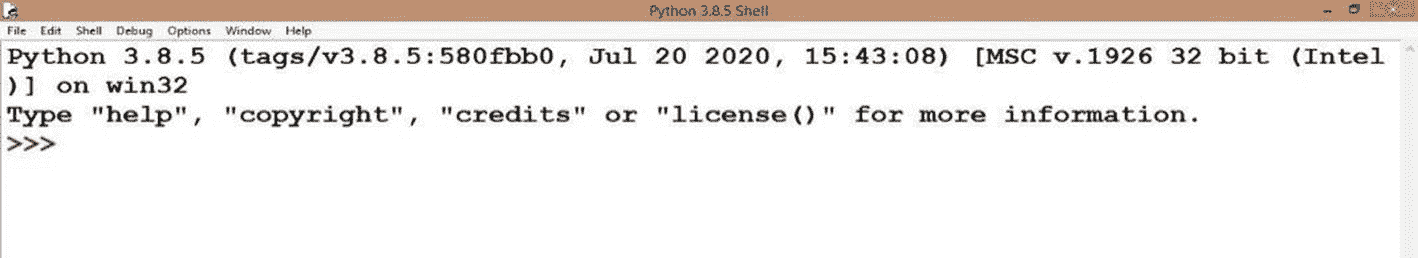 Python 3.8.5 Shell
File Edit Shell Debug Options Window Help
Python 3.8.5 (tags/v3.8.5:580fbb0, Jul 20 2020, 15:43:08) [MSC v.1926 32 bit (Intel
)] on win32
Type "help", "copyright", "credits" or "license()" for more information.
>>>